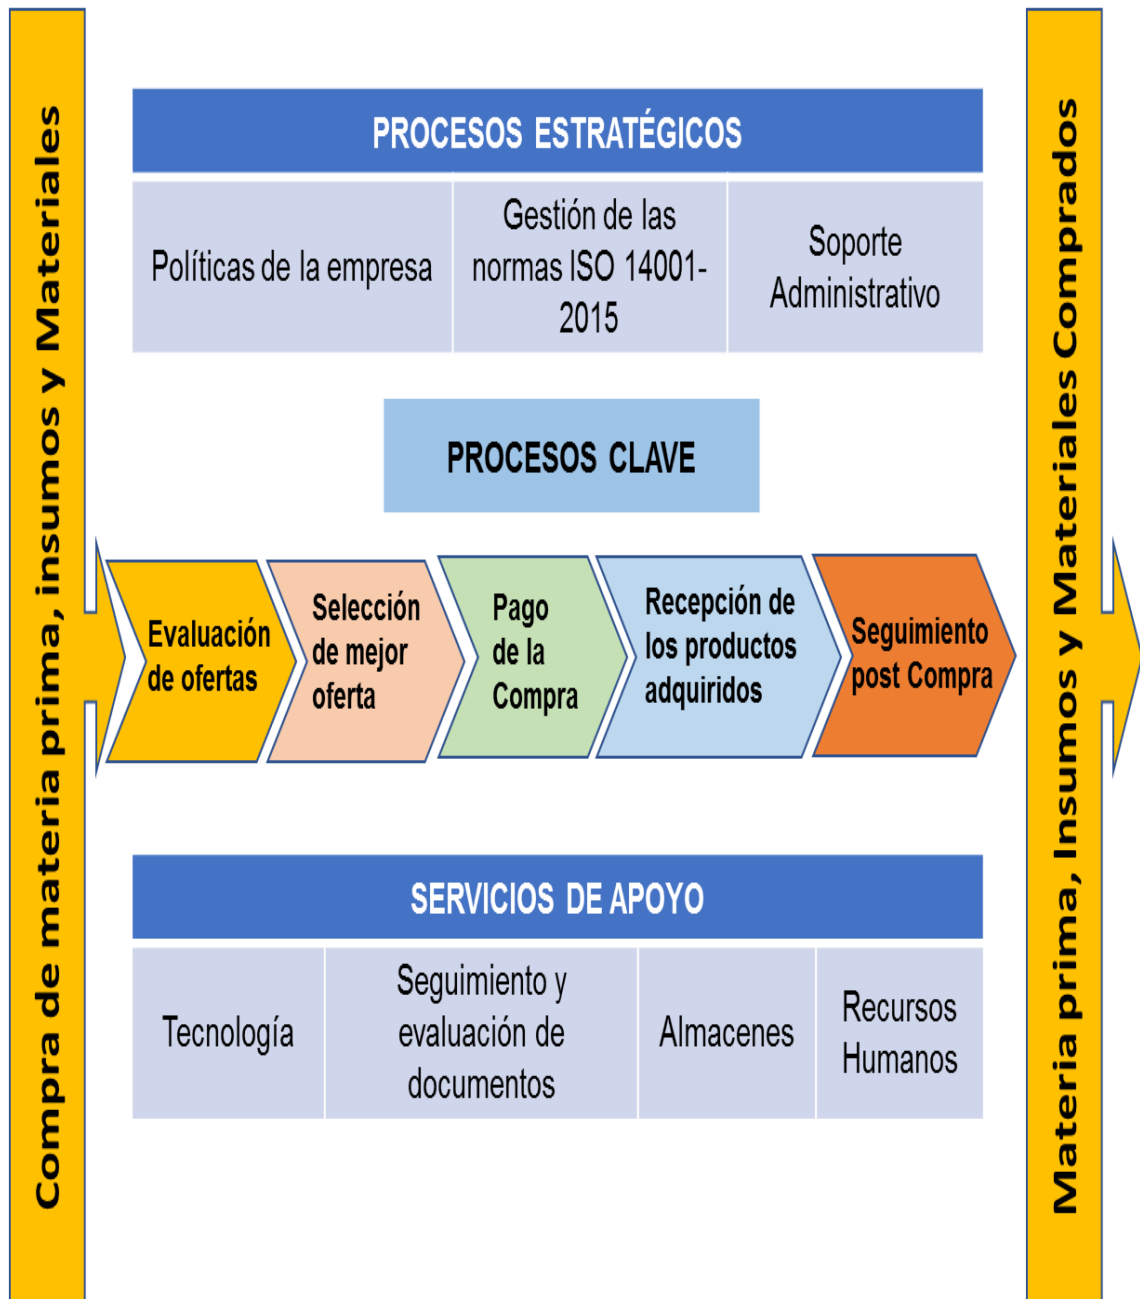 Compra de materia prima, insumos y Materiales
PROCESOS ESTRATÉGICOS
Políticas de la empresa
Gestión de las
normas ISO 14001-
2015
Soporte
Administrativo
PROCESOS CLAVE
Evaluación
de ofertas
Selección
de mejor
oferta
Pago
de la
Compra
Recepción de
los productos
adquiridos
Seguimiento
post Compra
SERVICIOS DE APOYO
Tecnología
Seguimiento y
evaluación de
documentos
Almacenes
Recursos
Humanos
Materia prima, Insumos y Materiales Comprados